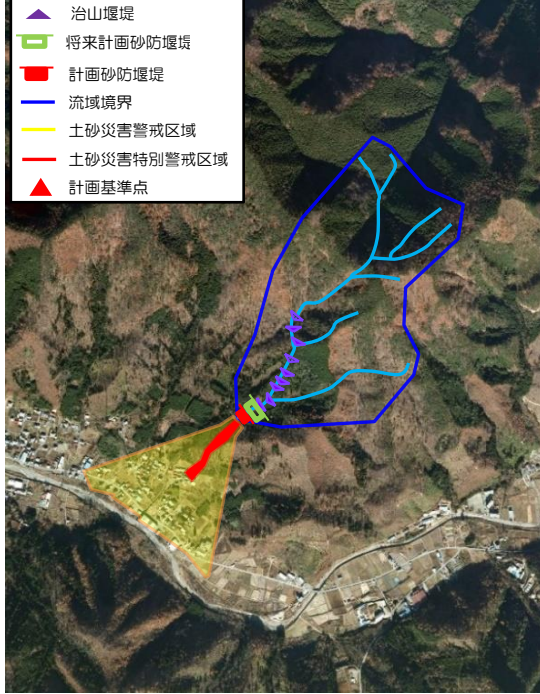 治山堰堤
将来計画砂防堰堤
計画砂防堰堤
流域境界
土砂災害警戒区域
土砂災害特別警戒区域
計画基準点